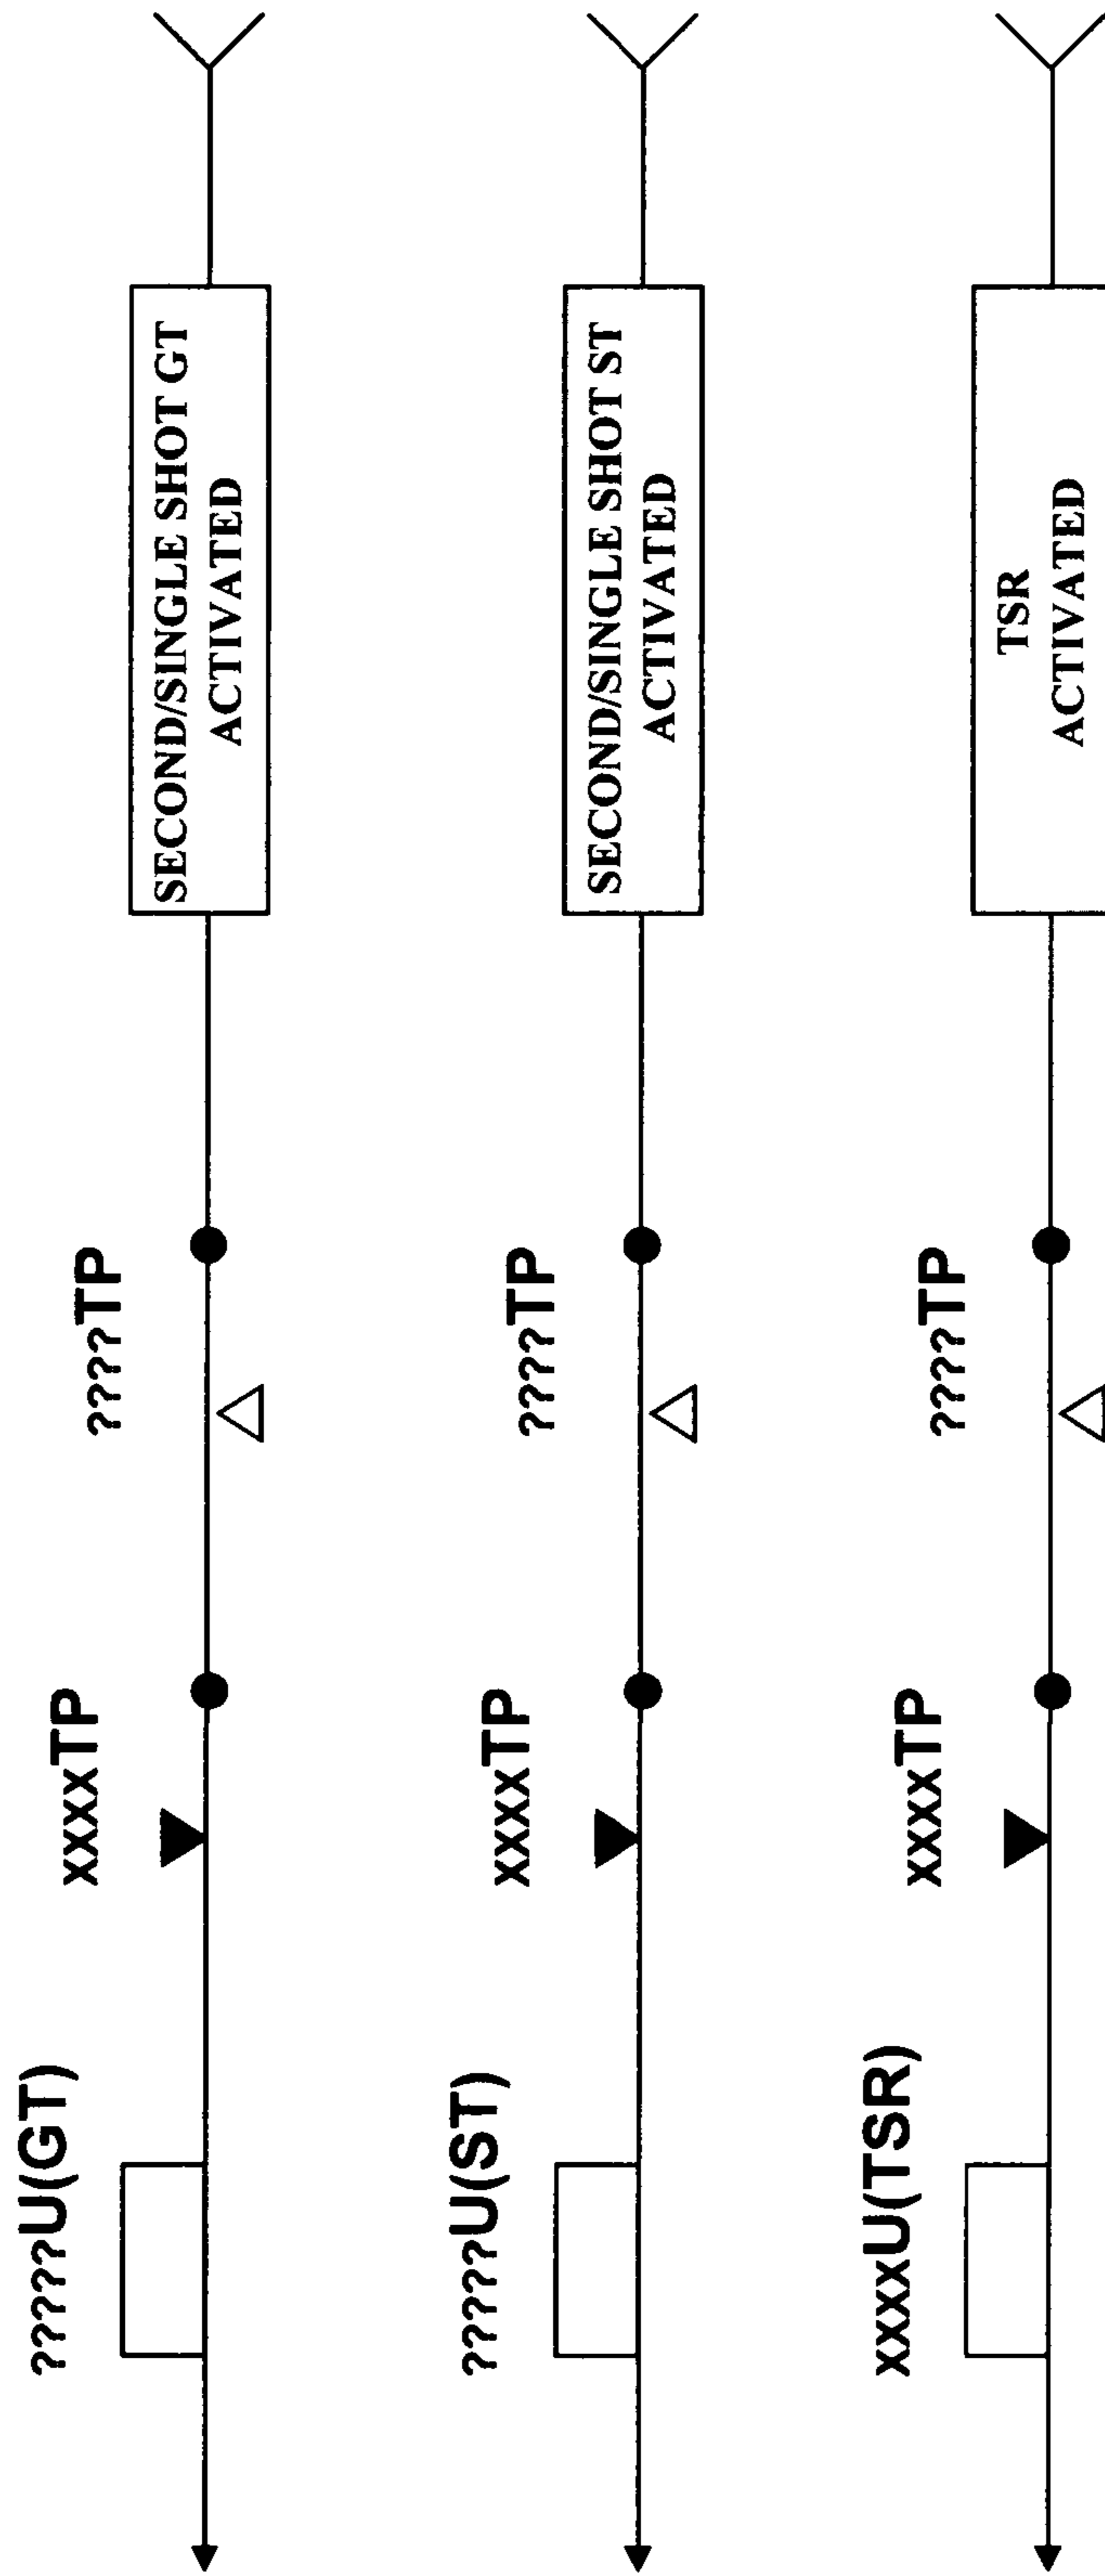 ?????U(GT)
xxxxTP
????TP
SECOND/SINGLE SHOT GT
ACTIVATED
?????U(ST)
xxxxTP
????TP
SECOND/SINGLE SHOT ST
ACTIVATED
xxxxU(TSR)
xxxxTP
????TP
TSR
ACTIVATED